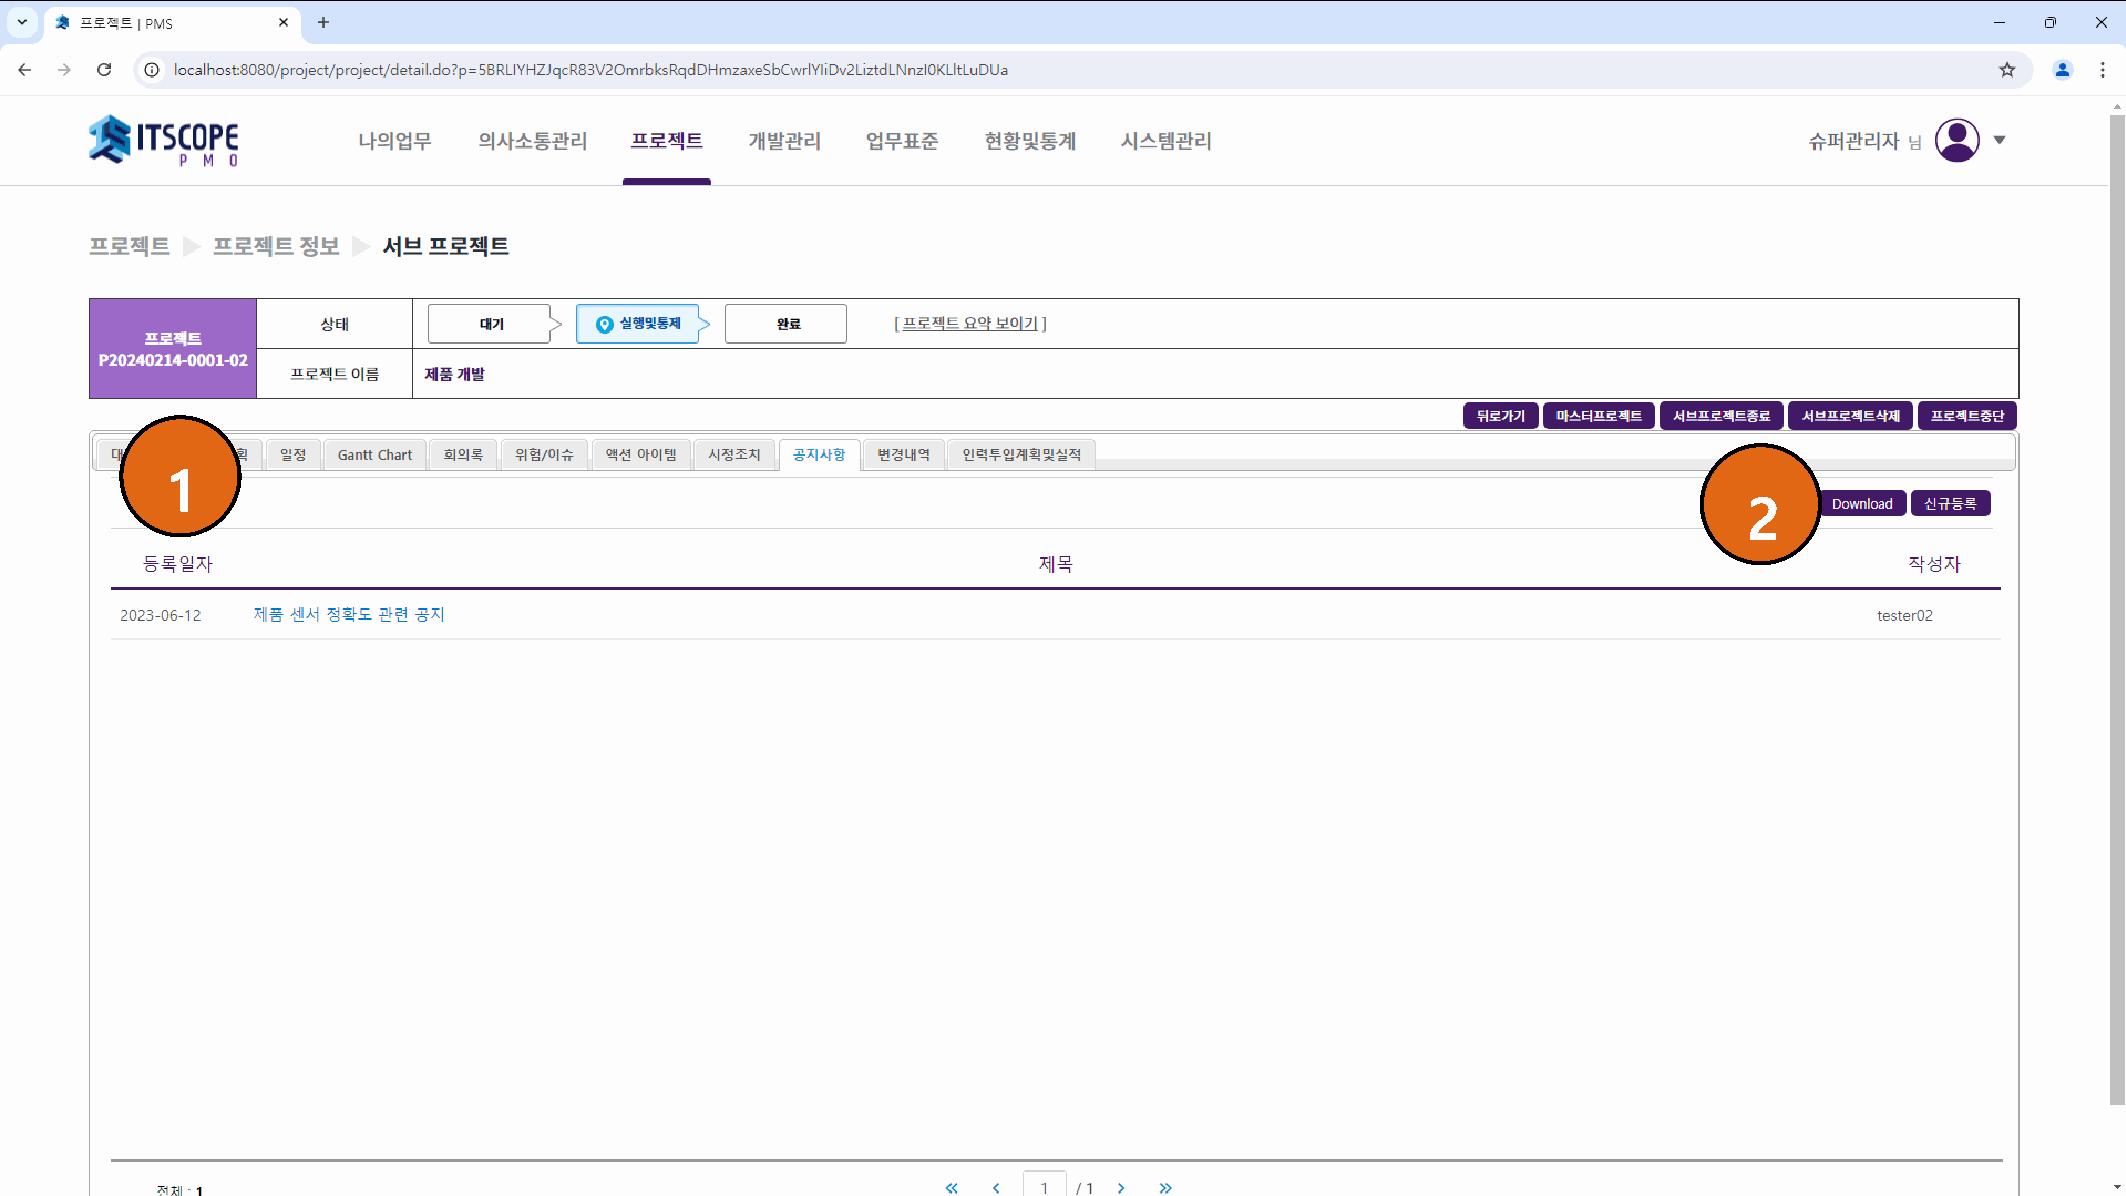 프로젝트 | PMS
localhost:8080/project/project/detail.do?p=5BRLIYHZJqcR83V2OmrbksRqdDHmzaxeSbCwrlYIiDv2LiztdLNnzI0KLltLuDUa
ITSCOPE
PMO
나의업무 의사소통관리 프로젝트 개발관리 업무표준 현황및통계 시스템관리 슈퍼관리자 님
프로젝트 프로젝트 정보 서브 프로젝트
프로젝트
P20240214-0001-02
상태 대기 실행및통제 완료 [ 프로젝트 요약 보이기 ]
프로젝트 이름 제품 개발
뒤로가기 마스터프로젝트 서브프로젝트종료 서브프로젝트삭제 프로젝트중단
일정 Gantt Chart 회의록 위험/이슈 액션 아이템 시정조치 공지사항 변경내역 인력투입계획및실적
1
2
Download 신규등록
등록일자 제목 작성자
2023-06-12 제품 센서 정확도 관련 공지 tester02
전체 : 1
« ‹ 1 / 1 › »